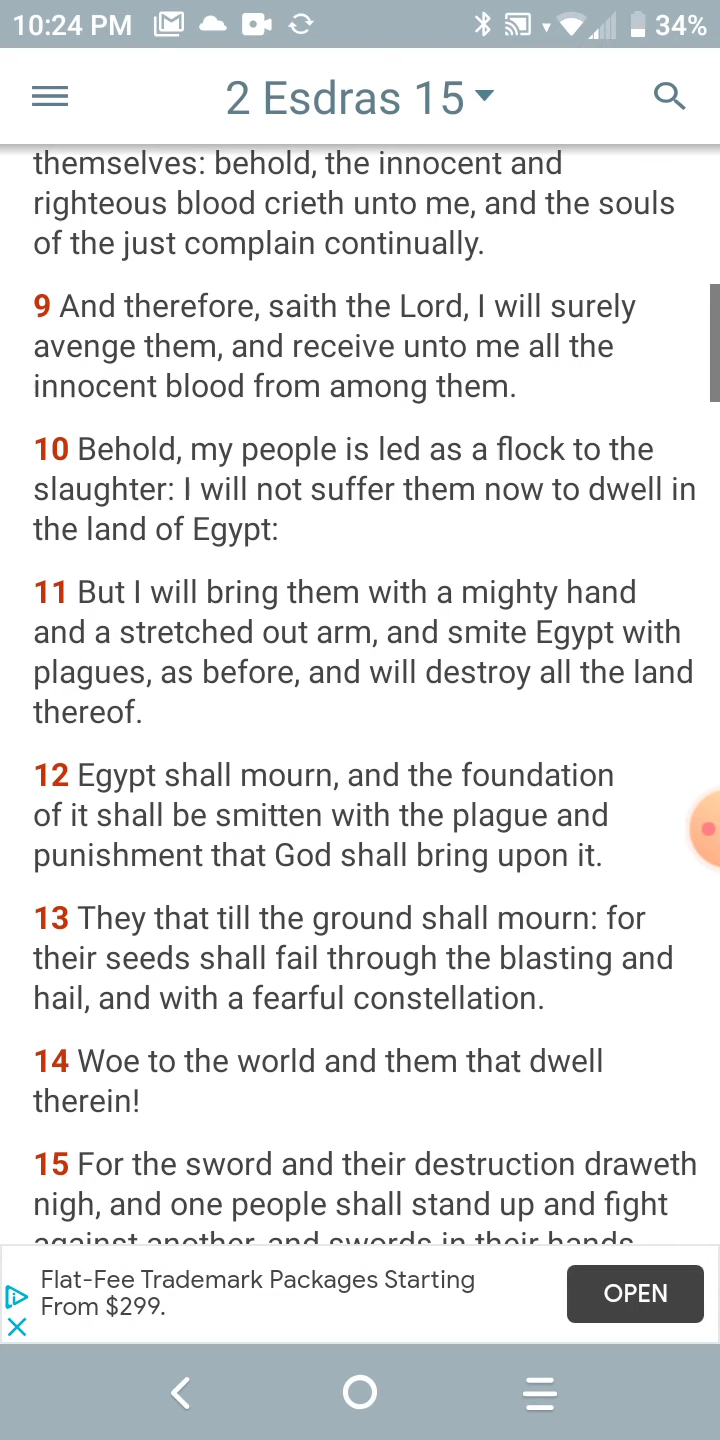 10:24 PM 34%
2 Esdras 15
themselves: behold, the innocent and
righteous blood crieth unto me, and the souls
of the just complain continually.
9 And therefore, saith the Lord, I will surely
avenge them, and receive unto me all the
innocent blood from among them.
10 Behold, my people is led as a flock to the
slaughter: I will not suffer them now to dwell in
the land of Egypt:
11 But I will bring them with a mighty hand
and a stretched out arm, and smite Egypt with
plagues, as before, and will destroy all the land
thereof.
12 Egypt shall mourn, and the foundation
of it shall be smitten with the plague and
punishment that God shall bring upon it.
13 They that till the ground shall mourn: for
their seeds shall fail through the blasting and
hail, and with a fearful constellation.
14 Woe to the world and them that dwell
therein!
15 For the sword and their destruction draweth
nigh, and one people shall stand up and fight
against another, and swords in their hands.
Flat-Fee Trademark Packages Starting
From $299.
OPEN